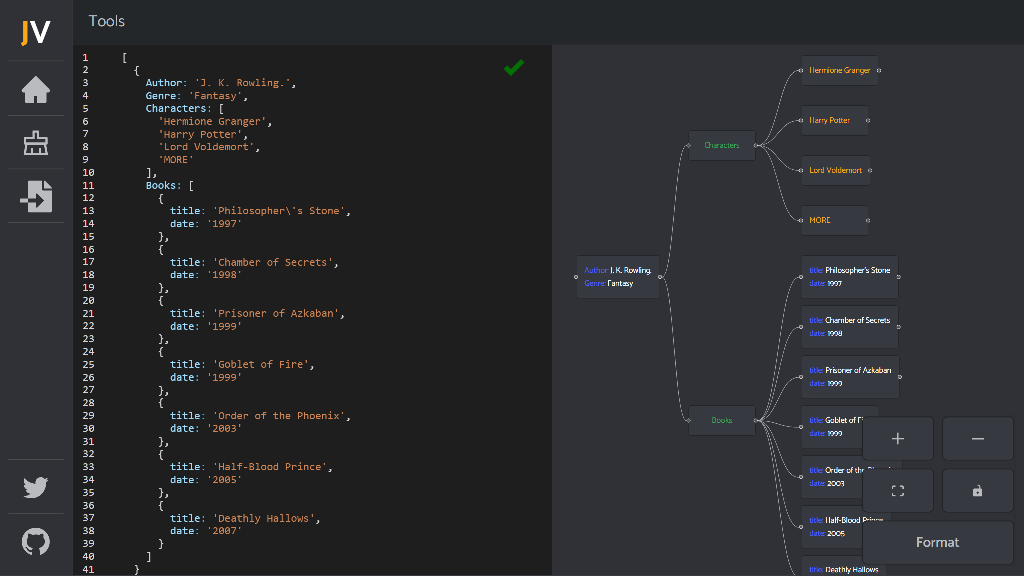 JV
Tools
1 [
2 {
3 Author: 'J. K. Rowling.',
4 Genre: 'Fantasy',
5 Characters: [
6 'Hermione Granger',
7 'Harry Potter',
8 'Lord Voldemort',
9 'MORE'
10 ],
11 Books: [
12 {
13 title: 'Philosopher\'s Stone',
14 date: '1997'
15 },
16 {
17 title: 'Chamber of Secrets',
18 date: '1998'
19 },
20 {
21 title: 'Prisoner of Azkaban',
22 date: '1999'
23 },
24 {
25 title: 'Goblet of Fire',
26 date: '1999'
27 },
28 {
29 title: 'Order of the Phoenix',
30 date: '2003'
31 },
32 {
33 title: 'Half-Blood Prince',
34 date: '2005'
35 },
36 {
37 title: 'Deathly Hallows',
38 date: '2007'
39 }
40 ]
41 }
Author: J. K. Rowling.
Genre: Fantasy
Characters
Hermione Granger
Harry Potter
Lord Voldemort
MORE
Books
title: Philosopher's Stone
date: 1997
title: Chamber of Secrets
date: 1998
title: Prisoner of Azkaban
date: 1999
title: Goblet of
date: 1999
title: Order of the
date: 2003
title: Half-Blood Prince
date: 2005
title: Deathly Hallows
+
−
Format